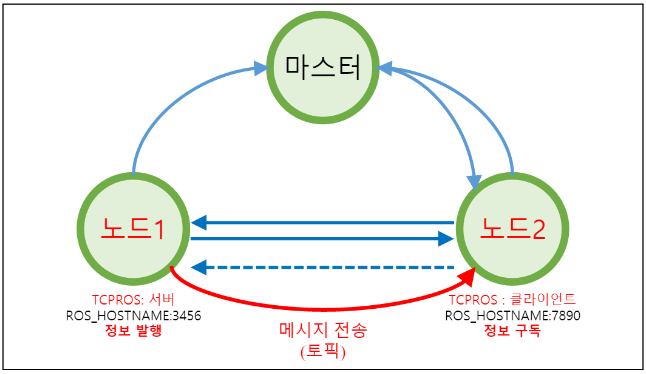 마스터
노드1
노드2
TCPROS: 서버
ROS_HOSTNAME:3456
정보 발행
TCPROS : 클라이언트
ROS_HOSTNAME:7890
정보 구독
메시지 전송
(토픽)